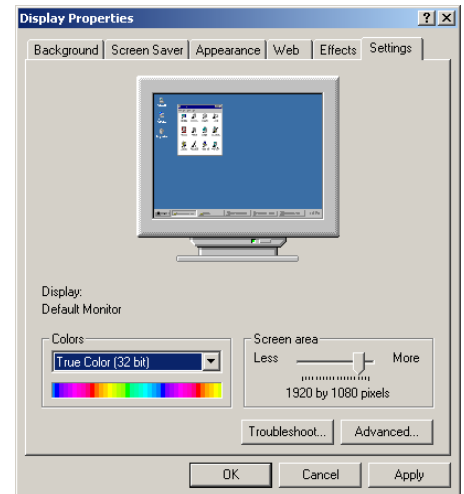 Display Properties
Background Screen Saver Appearance Web Effects Settings
Display:
Default Monitor
Colors
True Color (32 bit)
Screen area
Less More
1920 by 1080 pixels
Troubleshoot... Advanced...
OK Cancel Apply